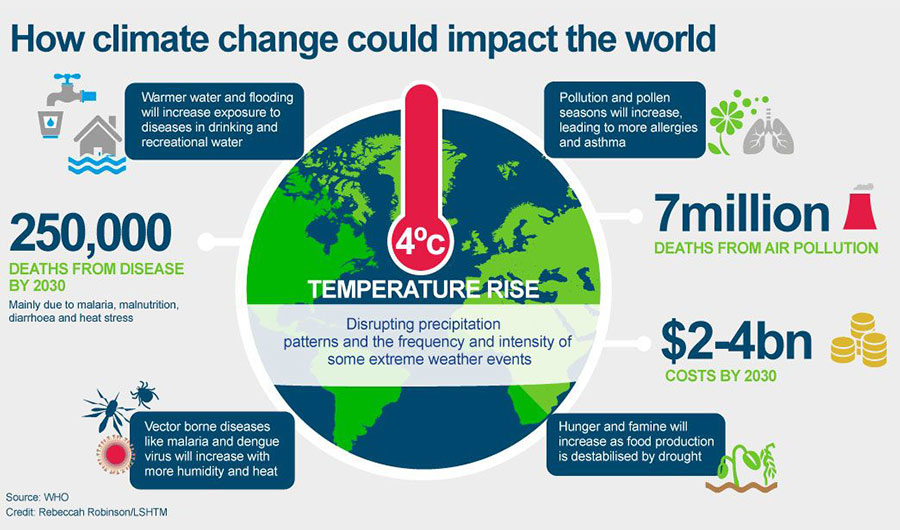 How climate change could impact the world
Warmer water and flooding
will increase exposure to
diseases in drinking and
recreational water
Pollution and pollen
seasons will increase,
leading to more allergies
and asthma
250,000
DEATHS FROM DISEASE
BY 2030
Mainly due to malaria, malnutrition,
diarrhoea and heat stress
4ºC
TEMPERATURE RISE
Disrupting precipitation
patterns and the frequency and intensity of
some extreme weather events
7million
DEATHS FROM AIR POLLUTION
$2-4bn
COSTS BY 2030
Vector borne diseases
like malaria and dengue
virus will increase with
more humidity and heat
Hunger and famine will
increase as food production
is destabilised by drought
Source: WHO
Credit: Rebeccah Robinson/LSHTM